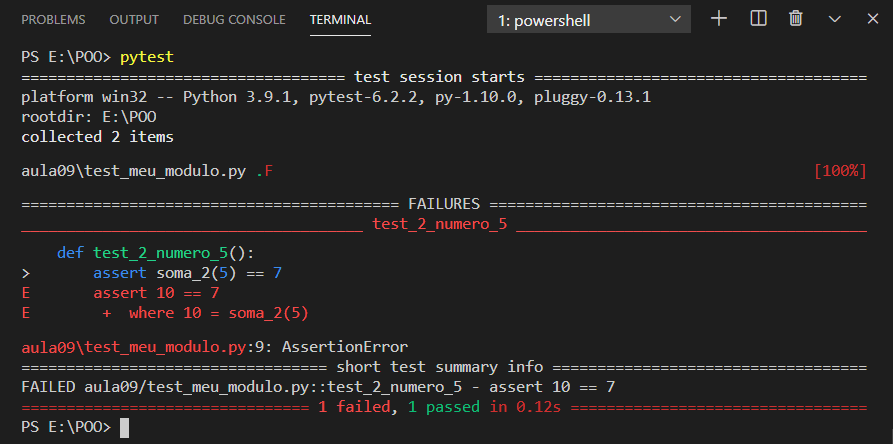 PROBLEMS OUTPUT DEBUG CONSOLE TERMINAL 1: powershell
PS E:\POO> pytest
==================================== test session starts =====================================
platform win32 -- Python 3.9.1, pytest-6.2.2, py-1.10.0, pluggy-0.13.1
rootdir: E:\POO
collected 2 items
aula09\test_meu_modulo.py .F [100%]
========================================== FAILURES ==========================================
______________________________________ test_2_numero_5 _______________________________________
def test_2_numero_5():
> assert soma_2(5) == 7
E assert 10 == 7
E + where 10 = soma_2(5)
aula09\test_meu_modulo.py:9: AssertionError
================================== short test summary info ===================================
FAILED aula09/test_meu_modulo.py::test_2_numero_5 - assert 10 == 7
================================ 1 failed, 1 passed in 0.12s =================================
PS E:\POO>